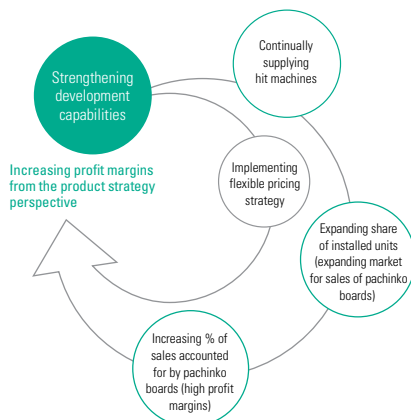 Continually
supplying
hit machines
Strengthening
development
capabilities
Increasing profit margins
from the product strategy
perspective
Implementing
flexible pricing
strategy
Expanding share
of installed units
(expanding market
for sales of pachinko
boards)
Increasing % of
sales accounted
for by pachinko
boards (high profit
margins)